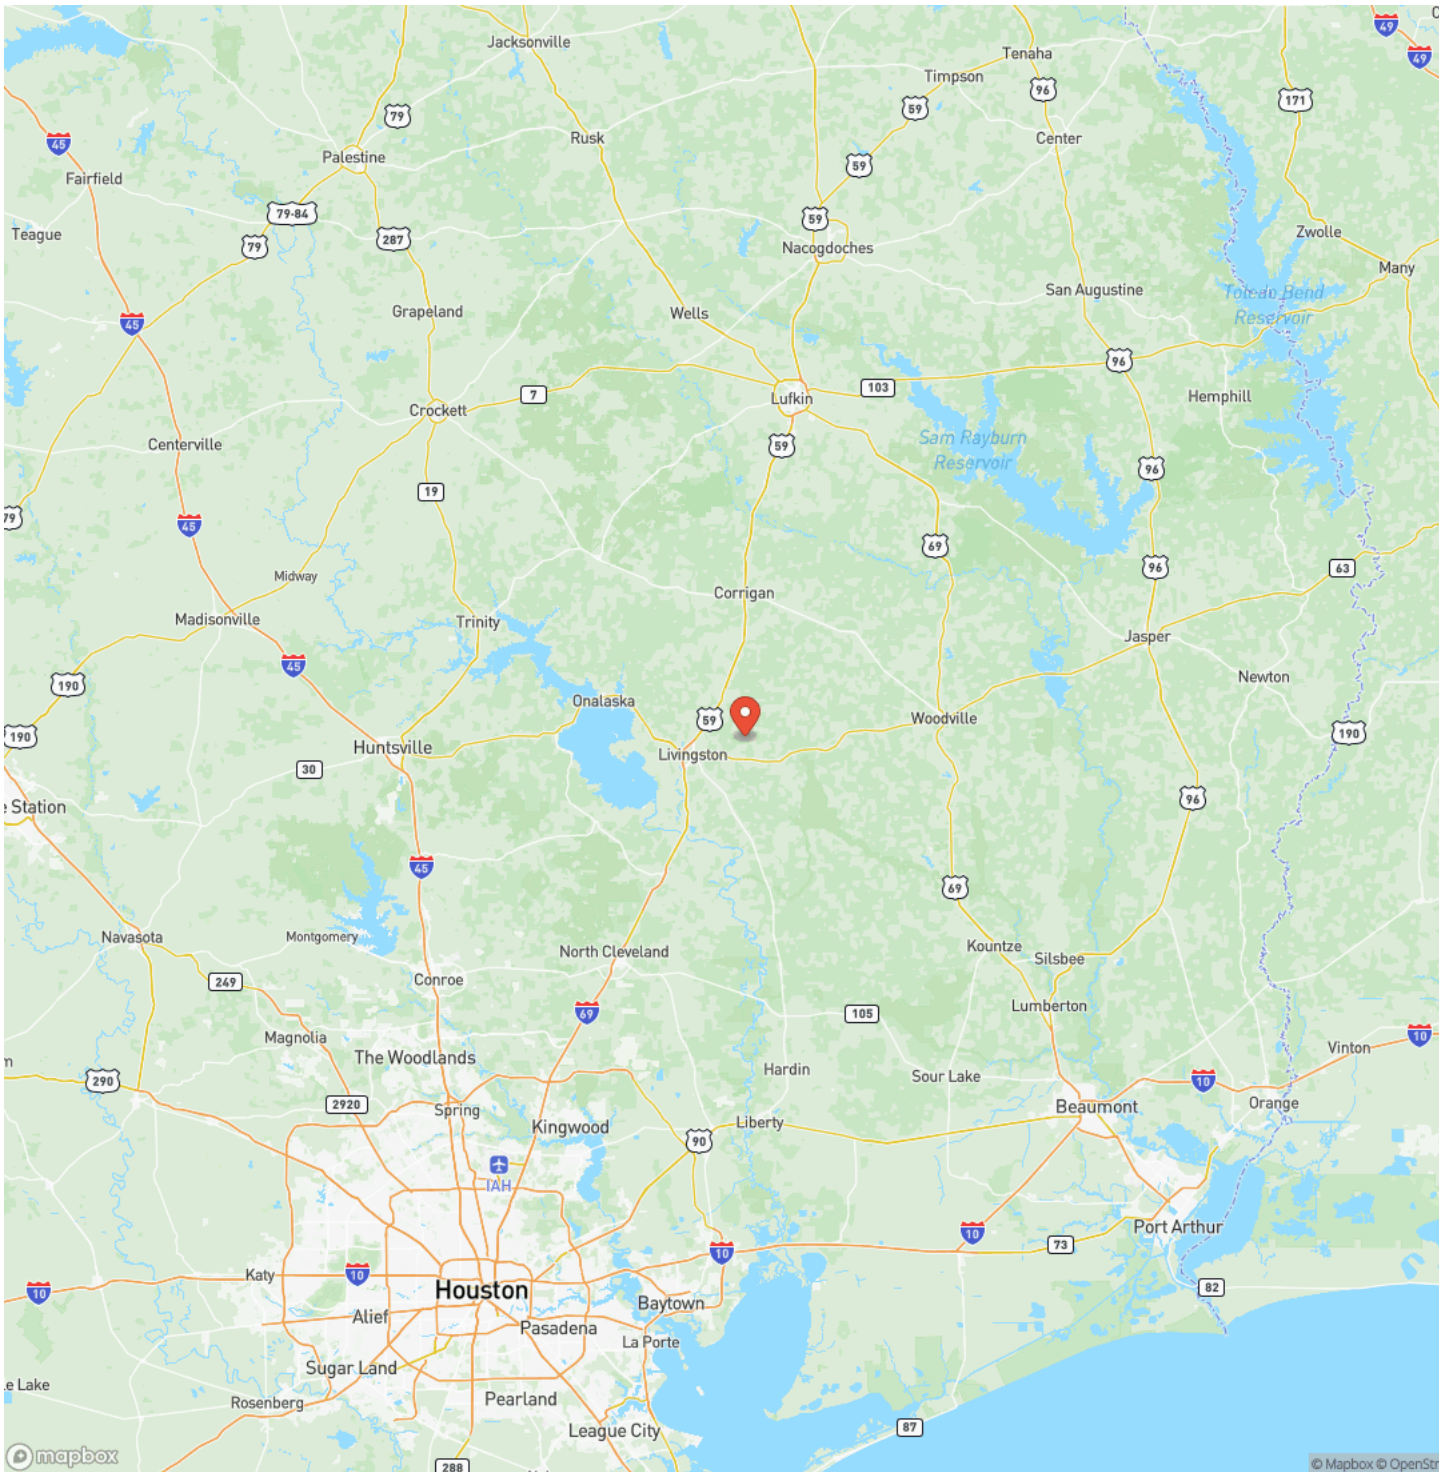 Jacksonville
49
49
Tenaha
Timpson
96
171
79
59
45
Rusk
Center
Palestine
59
Fairfield
79-84
59
Teague
287
Zwolle
79
Nacogdoches
Many
San Augustine
Toledo Bend
Reservoir
Grapeland
Wells
45
96
7
103
Hemphill
Lufkin
Crockett
Centerville
59
Sam Rayburn
Reservoir
96
19
79
45
69
96
63
Midway
Corrigan
Madisonville
Trinity
Jasper
45
Newton
190
Onalaska
59
Woodville
190
190
Huntsville
Livingston
30
96
e Station
45
69
Navasota
Montgomery
Kountze
North Cleveland
Silsbee
Conroe
249
Lumberton
69
105
10
Magnolia
Vinton
The Woodlands
m
Hardin
Sour Lake
290
10
2920
Spring
Beaumont
Orange
Kingwood
Liberty
90
IAH
Port Arthur
10
73
10
Katy
10
82
10
Houston
Baytown
Alief
Pasadena
La Porte
Sugar Land
e Lake
Rosenberg
Pearland
League City
87
mapbox
288
© Mapbox © OpenStr